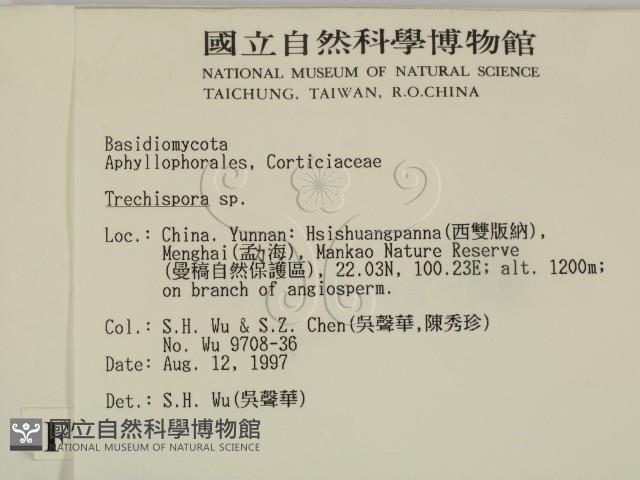 國立自然科學博物館
NATIONAL MUSEUM OF NATURAL SCIENCE
TAICHUNG, TAIWAN, R.O.CHINA
Basidiomycota
Aphyllophorales, Corticiaceae
Trechispora sp.
Loc.: China. Yunnan: Hsishuangpanna(西雙版納),
Menghai(孟力海), Mankao Nature Reserve
(曼稿自然保護區), 22.03N, 100.23E; alt. 1200m;
on branch of angiosperm.
Col.: S.H. Wu & S.Z. Chen(吳聲華,陳秀珍)
No. Wu 9708-36
Date: Aug. 12, 1997
Det.: S.H. Wu(吳聲華)
F
國立自然科學博物館
NATIONAL MUSEUM OF NATURAL SCIENCE